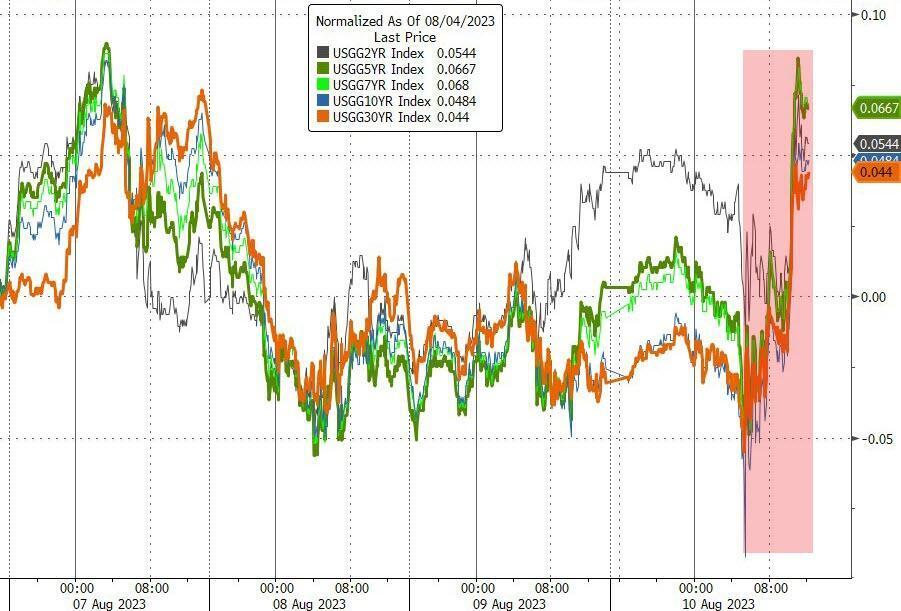 Normalized As Of 08/04/2023
Last Price
USGG2YR Index 0.0544
USGG5YR Index 0.0667
USGG7YR Index 0.068
USGG10YR Index 0.0484
USGG30YR Index 0.044
0.10
0.0667
0.0544
0.0484
0.044
0.00
-0.05
00:00 08:00 00:00 08:00 00:00 08:00 00:00 08:00
07 Aug 2023 08 Aug 2023 09 Aug 2023 10 Aug 2023